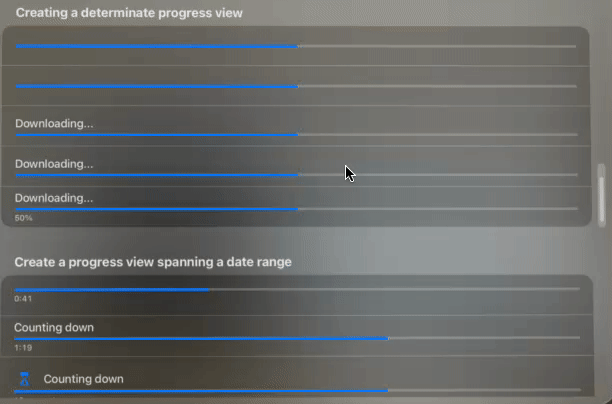 Creating a determinate progress view
Downloading...
Downloading...
Downloading...
50%
Create a progress view spanning a date range
0:41
Counting down
1:19
Counting down